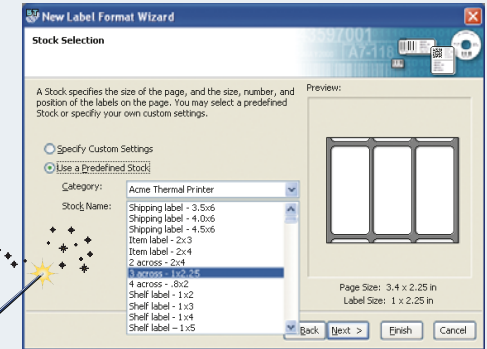 New Label Format Wizard
Stock Selection
A Stock specifies the size of the page, and the size, number, and
position of the labels on the page. You may select a predefined
Stock or specifiy your own custom settings.
Preview:
Specify Custom Settings
Use a Predefined Stock
Category:
Acme Thermal Printer
Stock Name:
Shipping label - 3.5x6
Shipping label - 4.0x6
Shipping label - 4.5x6
Item label - 2x3
Item label - 2x4
2 across - 2x4
3 across - 1x2.25
4 across - .8x2
Shelf label - 1x2
Shelf label - 1x3
Shelf label - 1x4
Shelf label – 1x5
Page Size: 3.4 x 2.25 in
Label Size: 1 x 2.25 in
Back
Next >
Finish
Cancel